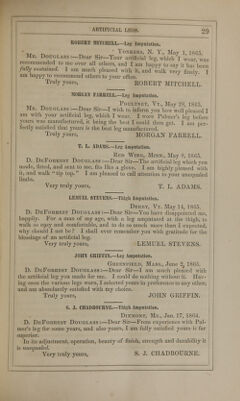 ARTIFICIAL LEGS. 29
ROBERT MITCHELL.—Leg Amputation.
YONKERS, N. Y., May 1, 1865.
MR. DOUGLASS:—Dear Sir—Your artificial leg, which I wear, was
recommended to me over all others, and I am happy to say it has been
fully sustained. I am much pleased with it, and walk very finely. I
am happy to recommend others to your office.
Truly yours, ROBERT MITCHELL.
MORGAN FARRELL.—Leg Amputation.
POULTNEY, VT., May 28, 1863.
MR. DOUGLASS:—Dear Sir—I wish to inform you how well pleased I
am with your artificial leg, which I wear. I wore Palmer's leg before
yours was manufactured, it being the best I could then get. I am per-
fectly satisfied that yours is the best leg manufactured.
Truly yours, MORGAN FARRELL.
T. L. ADAMS.—Leg Amputation.
RED WING, MINN., May 9, 1865.
D. DEFORREST DOUGLASS:—Dear Sir—The artificial leg which you
made, fitted, and sent to me, fits like a glove. I am highly pleased with
it, and walk "tip top." I am pleased to call attention to your unequaled
limbs.
Very truly yours, T. L. ADAMS.
LEMUEL STEVENS.—Thigh Amputation.
DERBY, VT., May 14, 1865.
D. DEFORREST DOUGLASS:—Dear Sir—You have disappointed me,
happily. For a man of my age, with a leg amputated at the thigh, to
walk so easy and comfortable, and to do so much more than I expected,
why should I not be? I shall ever remember you with gratitude for the
blessings of an artificial leg.
Very truly yours, LEMUEL STEVENS.
JOHN GRIFFIN.—Leg Amputation.
GREENFIELD, MASS., June 2, 1865.
D. DEFORREST DOUGLASS:—Dear Sir—I am much pleased with
the artificial leg you made for me. I could do nothing without it. Hav-
ing seen the various legs worn, I selected yours in preference to any other,
and am abundantly satisfied with my choice.
Truly yours, JOHN GRIFFIN.
S. J. CHADBOURNE.—Thigh Amputation.
DIXMONT, ME., Jan. 17, 1864.
D. DEFORREST DOUGLASS:—Dear Sir—From experience with Pal-
mer's leg for some years, and also yours, I am fully satisfied yours is far
superior.
In its adjustment, operation, beauty of finish, strength and durability it
is unequaled.
Very truly yours, S. J. CHADBOURNE.